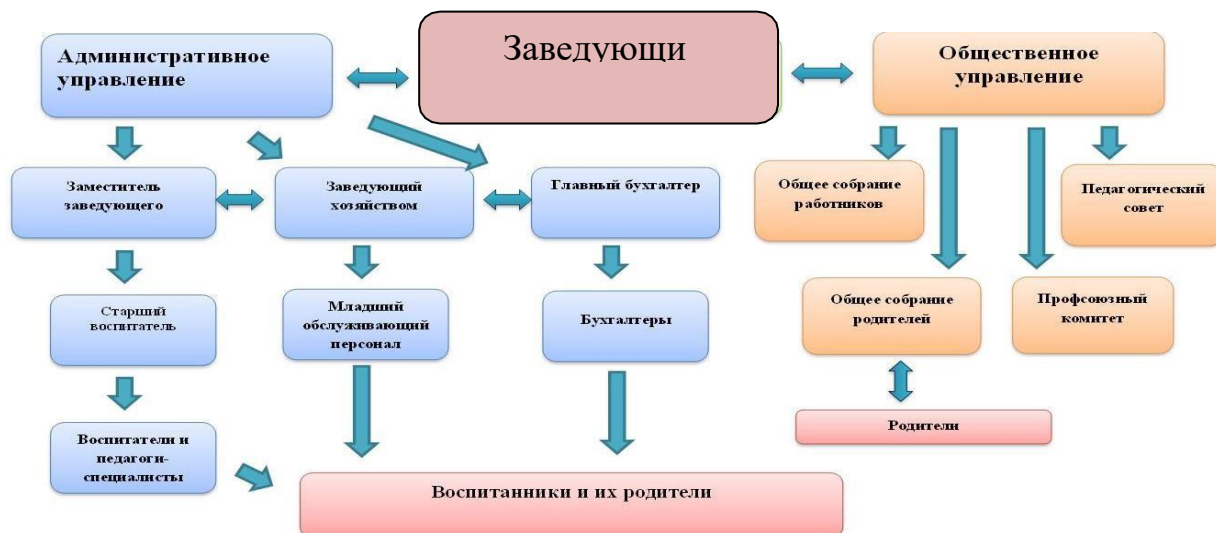 Административное
управление
Заведующи
Общественное
управление
Заместитель
заведующего
Заведующий
хозяйством
Главный бухгалтер
Общее собрание
работников
Педагогический
совет
Старший
воспитатель
Младший
обслуживающий
персонал
Бухгалтеры
Общее собрание
родителей
Профсоюзный
комитет
Родители
Воспитатели и
педагоги-
специалисты
Воспитанники и их родители